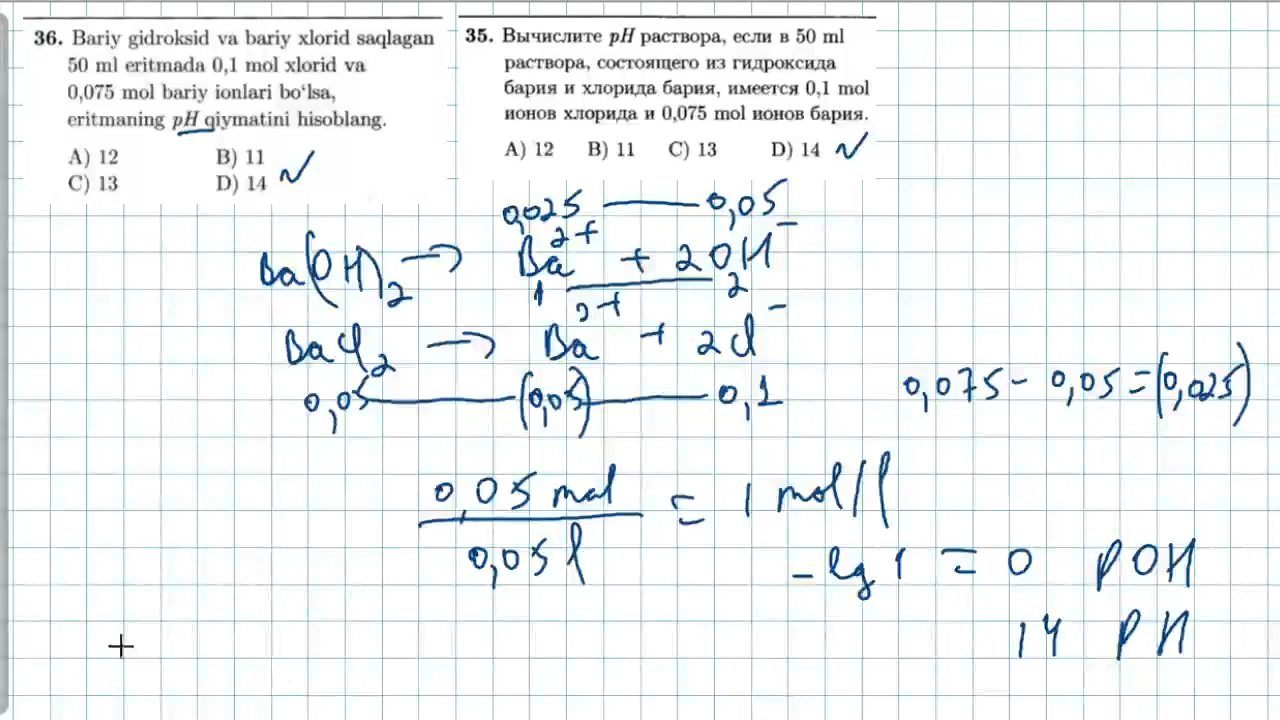 36. Bariy gidroksid va bariy xlorid saqlagan
50 ml eritmada 0,1 mol xlorid va
0,075 mol bariy ionlari bo‘lsa,
eritmaning pH qiymatini hisoblang.
A) 12 B) 11
C) 13 D) 14
35. Вычислите pH раствора, если в 50 ml
раствора, состоящего из гидроксида
бария и хлорида бария, имеется 0,1 mol
ионов хлорида и 0,075 mol ионов бария.
A) 12 B) 11 C) 13 D) 14
0,025 — 0,05
Ba(OH)₂ → Ba²⁺ + 2OH⁻
1 2
BaCl₂ → Ba²⁺ + 2Cl⁻
0,05 — (0,05) — 0,1
0,075 - 0,05 = (0,025)
0,05 mol
0,05 l
= 1 mol/l
-lg 1 = 0 POH
14 PH